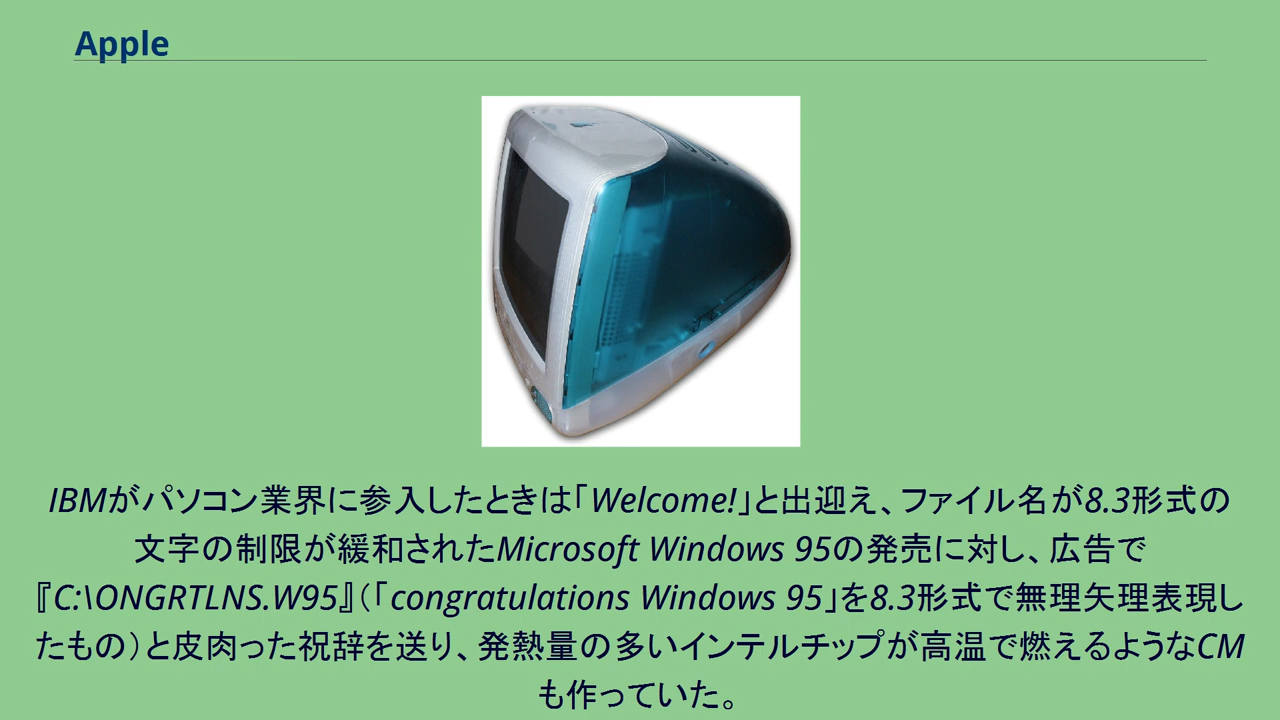 Apple
IBMがパソコン業界に参入したときは「Welcome!」と出迎え、ファイル名が8.3形式の
文字の制限が緩和されたMicrosoft Windows 95の発売に対し、広告で
『C:\ONGRTLNS.W95』（「congratulations Windows 95」を8.3形式で無理矢理表現し
たもの）と皮肉った祝辞を送り、発熱量の多いインテルチップが高温で燃えるようなCM
も作っていた。